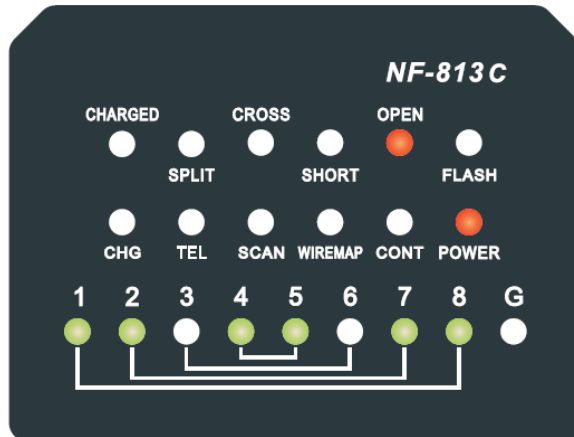 NF-813C
CHARGED CROSS OPEN
SPLIT SHORT FLASH
CHG TEL SCAN WIREMAP CONT POWER
1 2 3 4 5 6 7 8 G